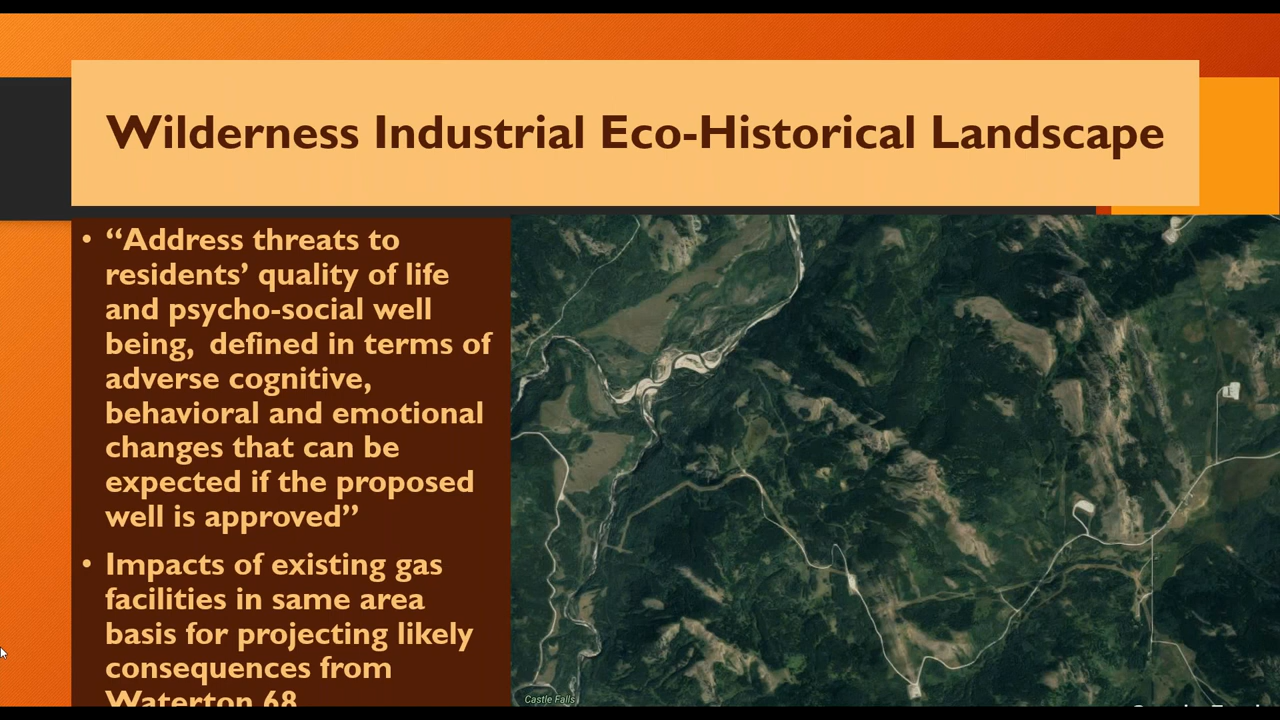 Wilderness Industrial Eco-Historical Landscape
• “Address threats to
residents’ quality of life
and psycho-social well
being,  defined in terms of
adverse cognitive,
behavioral and emotional
changes that can be
expected if the proposed
well is approved”
• Impacts of existing gas
facilities in same area
basis for projecting likely
consequences from
Waterton 68
Castle Falls